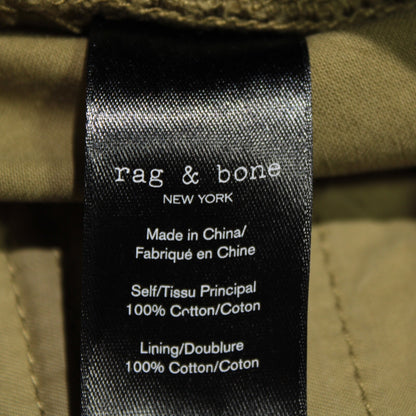 rag & bone
NEW YORK
Made in China/
Fabriqué en Chine
Self/Tissu Principal
100% Cotton/Coton
Lining/Doublure
100% Cotton/Coton